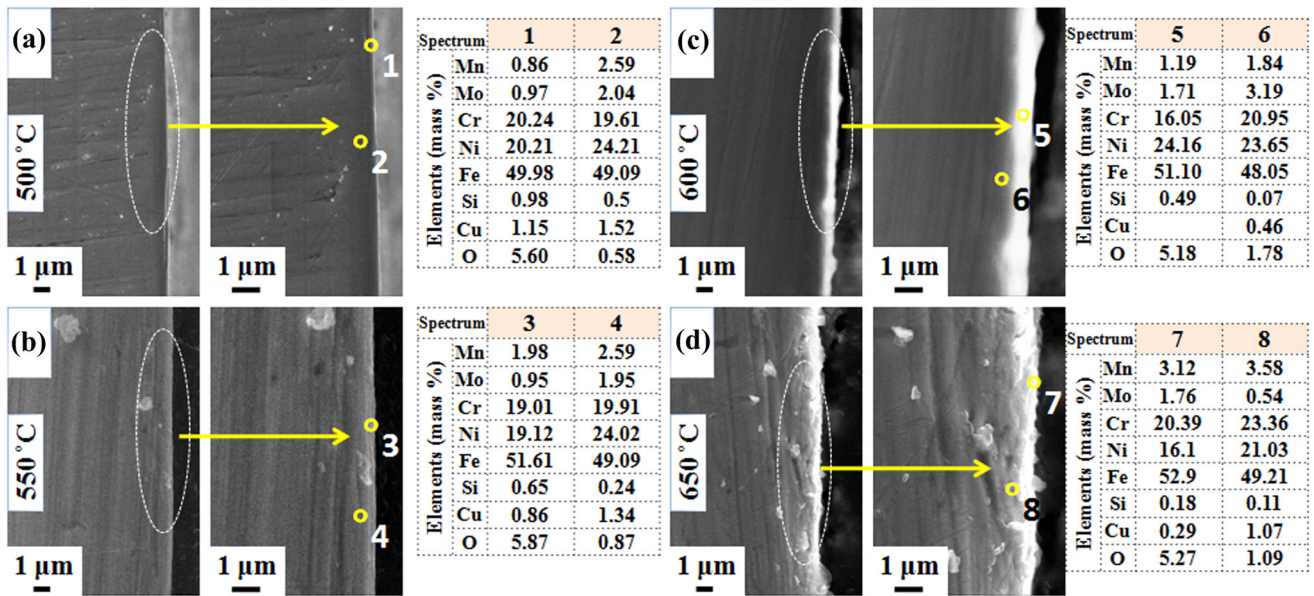 (a)
500 °C
1 μm
1 μm
1
2
Spectrum 1 2
Elements (mass %)
Mn 0.86 2.59
Mo 0.97 2.04
Cr 20.24 19.61
Ni 20.21 24.21
Fe 49.98 49.09
Si 0.98 0.5
Cu 1.15 1.52
O 5.60 0.58
(c)
600 °C
1 μm
1 μm
5
6
Spectrum 5 6
Elements (mass %)
Mn 1.19 1.84
Mo 1.71 3.19
Cr 16.05 20.95
Ni 24.16 23.65
Fe 51.10 48.05
Si 0.49 0.07
Cu 0.46
O 5.18 1.78
(b)
550 °C
1 μm
1 μm
3
4
Spectrum 3 4
Elements (mass %)
Mn 1.98 2.59
Mo 0.95 1.95
Cr 19.01 19.91
Ni 19.12 24.02
Fe 51.61 49.09
Si 0.65 0.24
Cu 0.86 1.34
O 5.87 0.87
(d)
650 °C
1 μm
1 μm
7
8
Spectrum 7 8
Elements (mass %)
Mn 3.12 3.58
Mo 1.76 0.54
Cr 20.39 23.36
Ni 16.1 21.03
Fe 52.9 49.21
Si 0.18 0.11
Cu 0.29 1.07
O 5.27 1.09